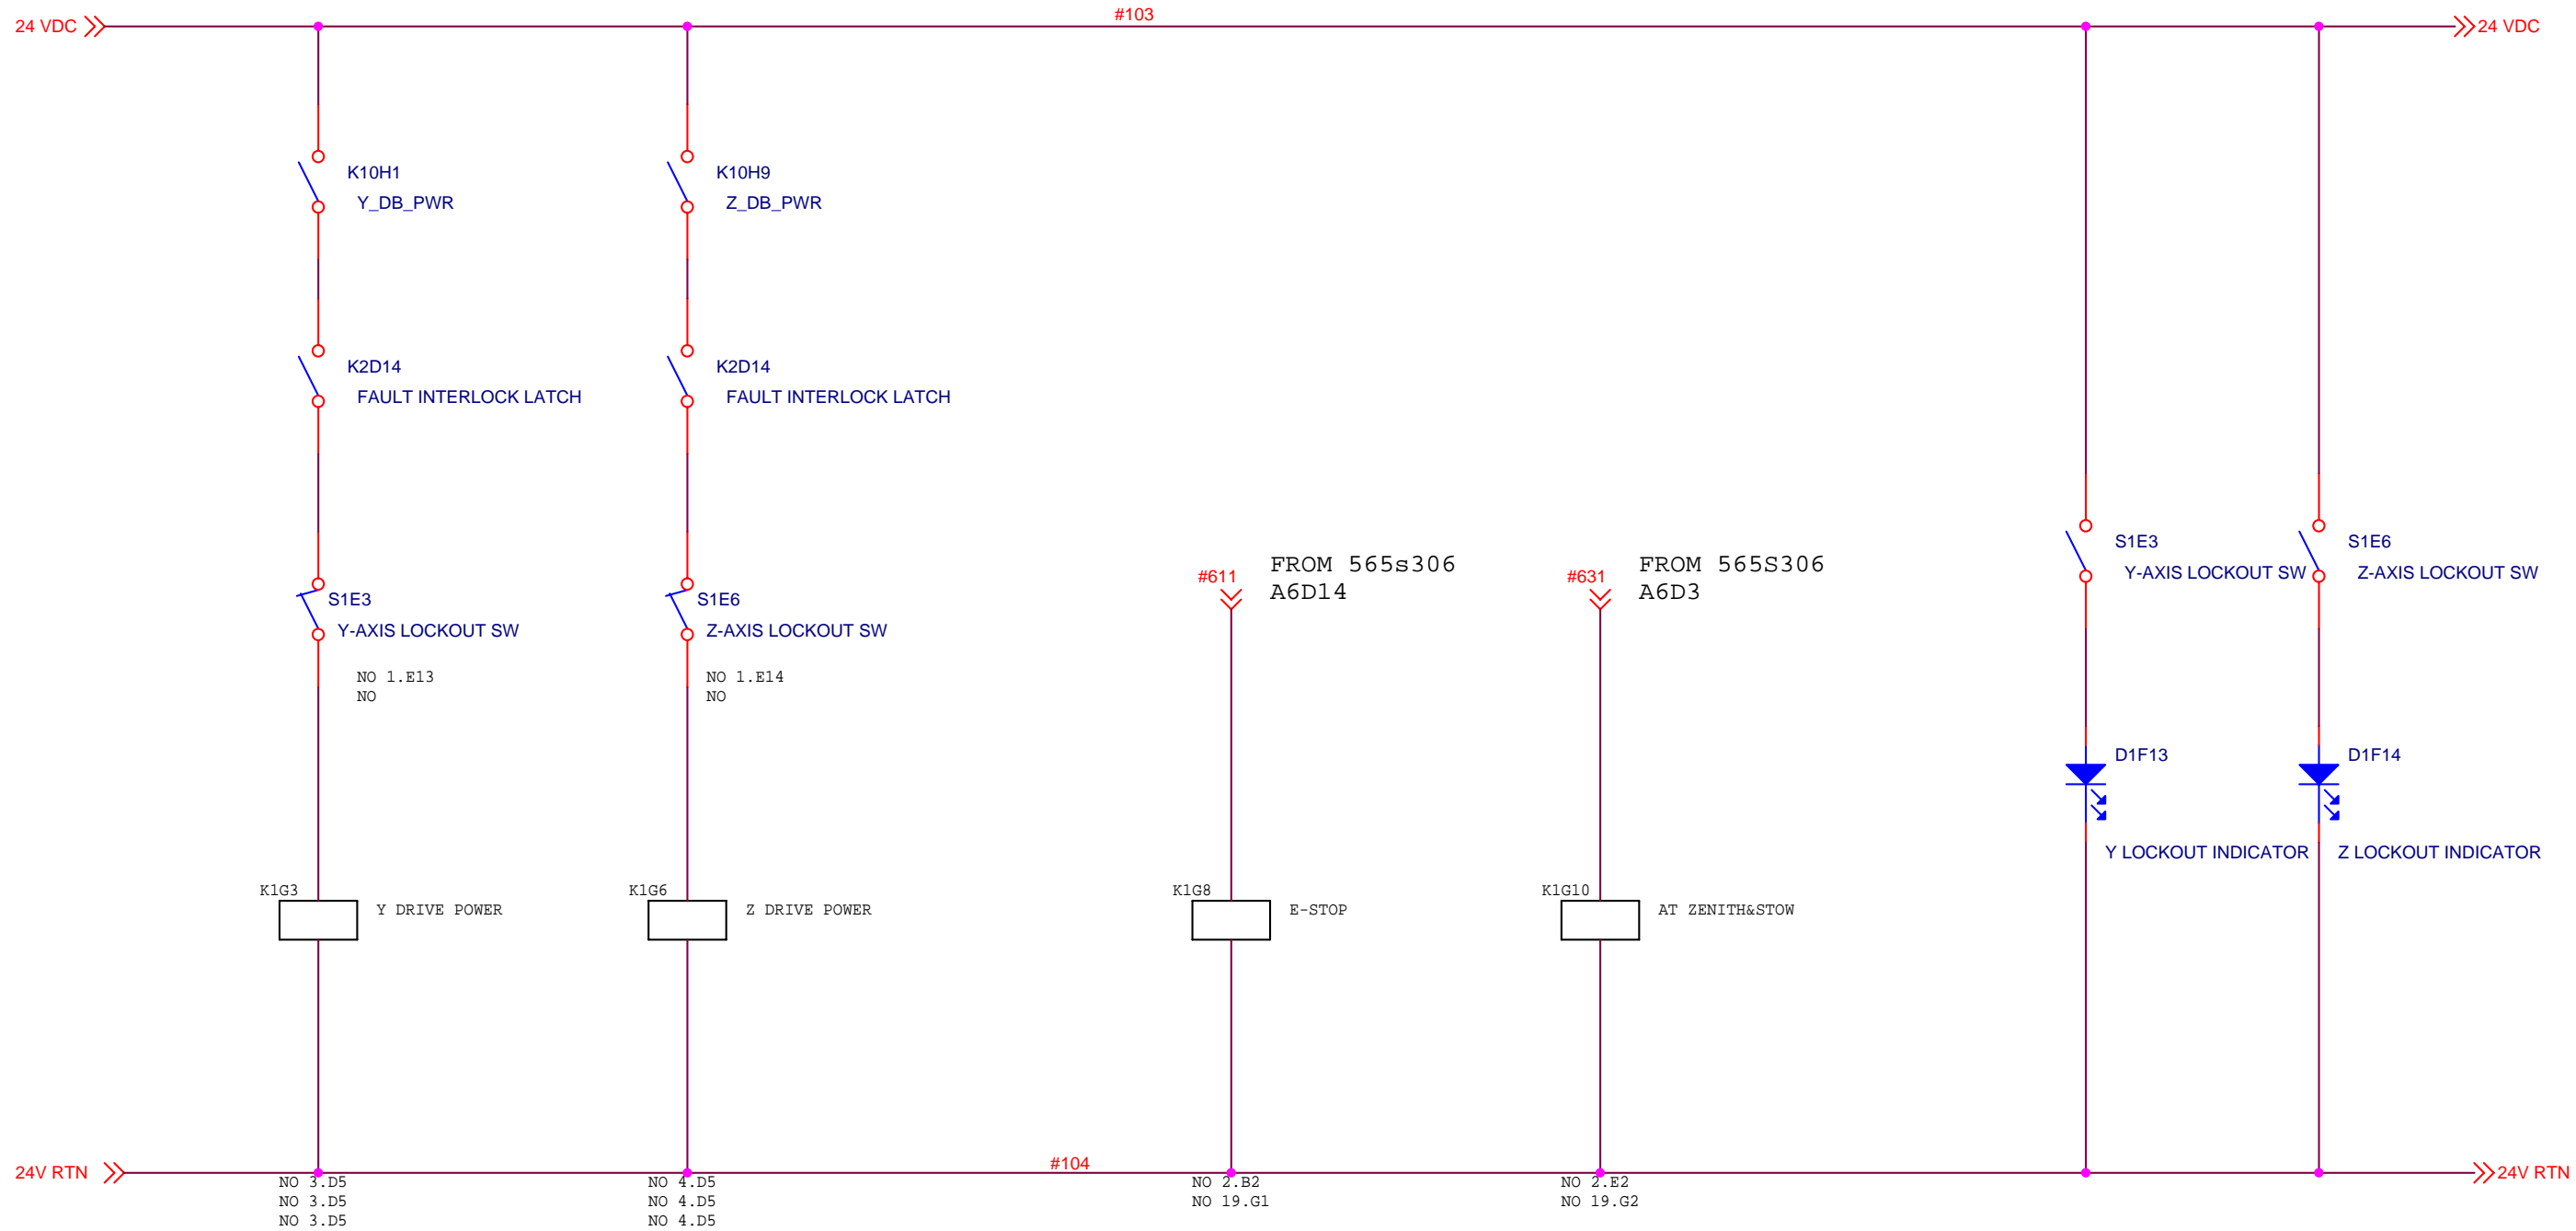 #103
24 VDC
24 VDC
K10H1
Y_DB_PWR
K10H9
Z_DB_PWR
K2D14
FAULT INTERLOCK LATCH
K2D14
FAULT INTERLOCK LATCH
S1E3
Y-AXIS LOCKOUT SW
NO 1.E13
NO
S1E6
Z-AXIS LOCKOUT SW
NO 1.E14
NO
#611
FROM 565s306
A6D14
#631
FROM 565S306
A6D3
S1E3
Y-AXIS LOCKOUT SW
S1E6
Z-AXIS LOCKOUT SW
D1F13
Y LOCKOUT INDICATOR
D1F14
Z LOCKOUT INDICATOR
K1G3
Y DRIVE POWER
K1G6
Z DRIVE POWER
K1G8
E-STOP
K1G10
AT ZENITH&STOW
24V RTN
#104
24V RTN
NO 3.D5
NO 3.D5
NO 3.D5
NO 4.D5
NO 4.D5
NO 4.D5
NO 2.B2
NO 19.G1
NO 2.E2
NO 19.G2